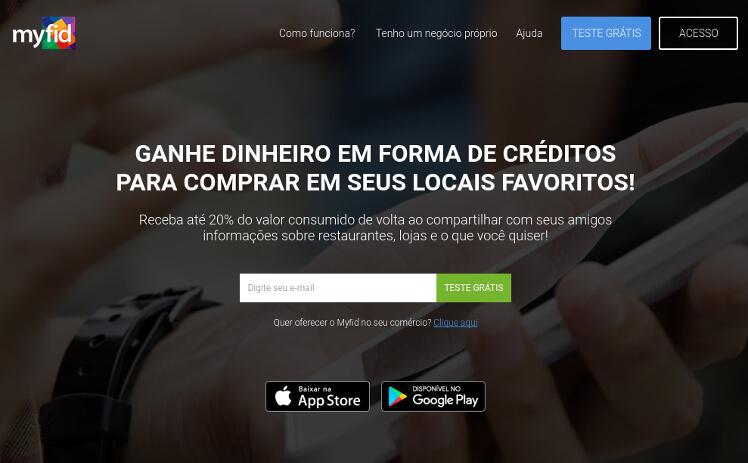 myfid
Como funciona?
Tenho um negócio próprio
Ajuda
TESTE GRÁTIS
ACESSO
GANHE DINHEIRO EM FORMA DE CRÉDITOS
PARA COMPRAR EM SEUS LOCAIS FAVORITOS!
Receba até 20% do valor consumido de volta ao compartilhar com seus amigos
informações sobre restaurantes, lojas e o que você quiser!
Digite seu e-mail
TESTE GRÁTIS
Quer oferecer o Myfid no seu comércio? Clique aqui
Baixar na
App Store
DISPONÍVEL NO
Google Play